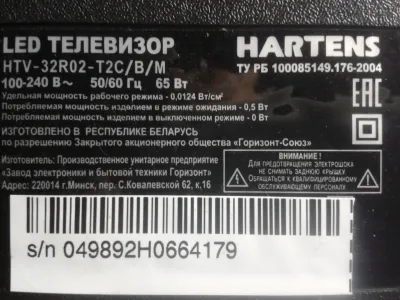 LED ТЕЛЕВИЗОР
HARTENS
HTV-32R02-T2C/B/M
ТУ РБ 100085149.176-2004
100-240 В~ 50/60 Гц 65 Вт
Удельная мощность рабочего режима - 0,0124 Вт/см²
Потребляемая мощность изделием в режиме ожидания - 0,5 Вт
Потребляемая мощность изделием в выключенном режиме - 0 Вт
EAC
ИЗГОТОВЛЕНО В РЕСПУБЛИКЕ БЕЛАРУСЬ
по разрешению Закрытого акционерного общества «Горизонт-Союз»
Изготовитель: Производственное унитарное предприятие
«Завод электроники и бытовой техники Горизонт»
Адрес: 220014 г.Минск, пер. С.Ковалевской 62, к.16
ВНИМАНИЕ !
ДЛЯ ПРЕДОТВРАЩЕНИЯ ЭЛЕКТРОШОКА
НЕ СНИМАТЬ ЗАДНЮЮ КРЫШКУ.
ОБРАЩАТЬСЯ К КВАЛИФИЦИРОВАННОМУ
ОБСЛУЖИВАЮЩЕМУ ПЕРСОНАЛУ.
s/n 049892H0664179